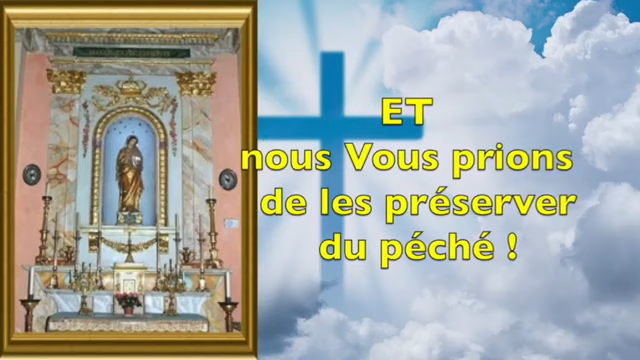 ET
nous Vous prions
de les préserver
du péché !